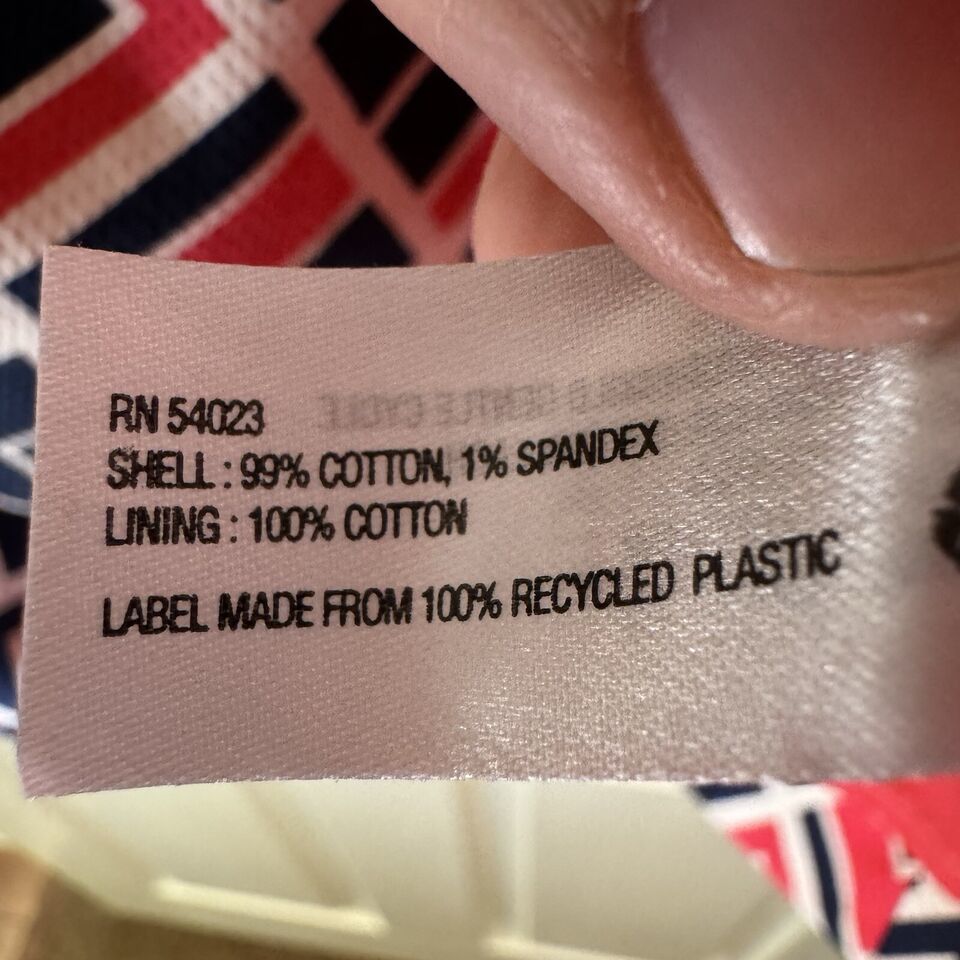 RN 54023
SHELL : 99% COTTON, 1% SPANDEX
LINING : 100% COTTON
LABEL MADE FROM 100% RECYCLED PLASTIC